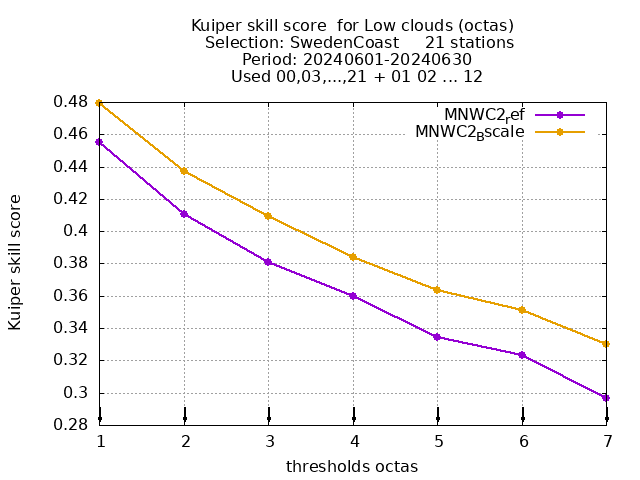 Kuiper skill score  for Low clouds (octas)
Selection: SwedenCoast     21 stations
Period: 20240601-20240630
Used 00,03,...,21 + 01 02 ... 12
MNWC2ref
MNWC2Bscale
0.48
0.46
0.44
0.42
0.4
0.38
0.36
0.34
0.32
0.3
0.28
Kuiper skill score
1 2 3 4 5 6 7
thresholds octas